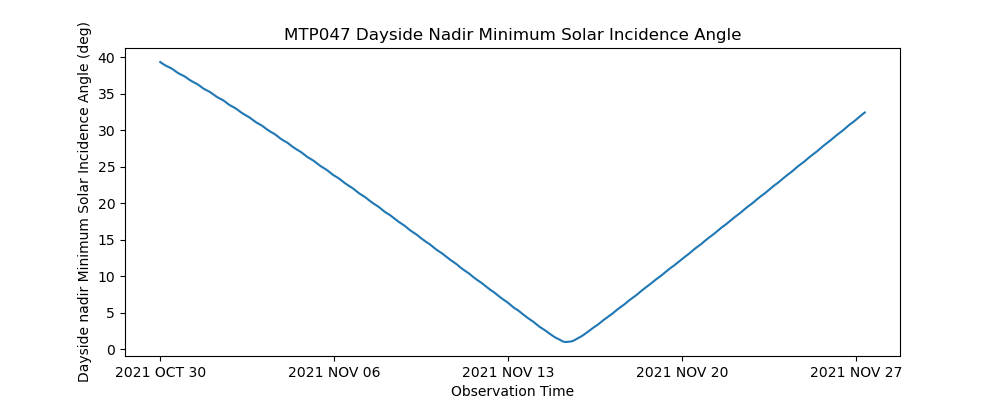 MTP047 Dayside Nadir Minimum Solar Incidence Angle
Dayside nadir Minimum Solar Incidence Angle (deg)
40
35
30
25
20
15
10
5
0
2021 OCT 30
2021 NOV 06
2021 NOV 13
2021 NOV 20
2021 NOV 27
Observation Time